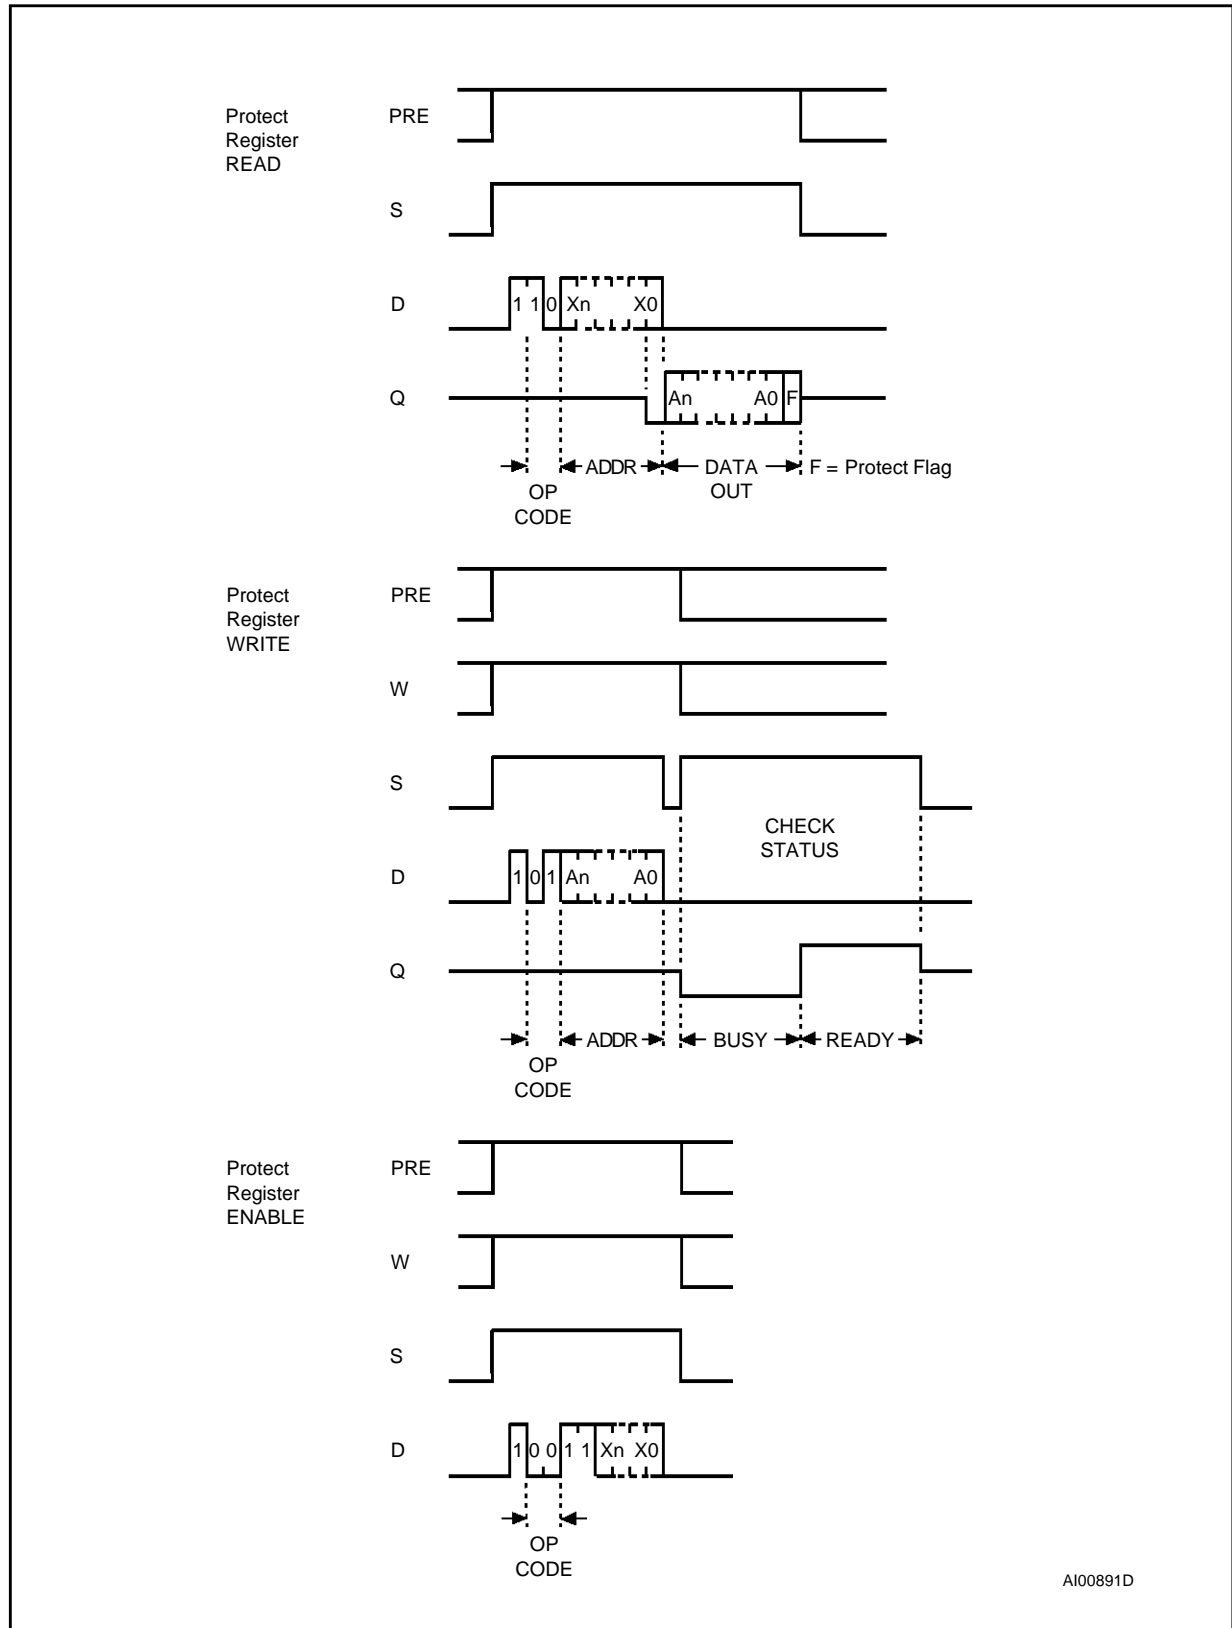 Protect
Register
READ
PRE
S
D
1 1 0 Xn X0
Q
An A0 F
ADDR
DATA
OUT
F = Protect Flag
OP
CODE
Protect
Register
WRITE
PRE
W
S
CHECK
STATUS
D
1 0 1 An A0
Q
ADDR
BUSY
READY
OP
CODE
Protect
Register
ENABLE
PRE
W
S
D
1 0 0 1 1 Xn X0
OP
CODE
AI00891D